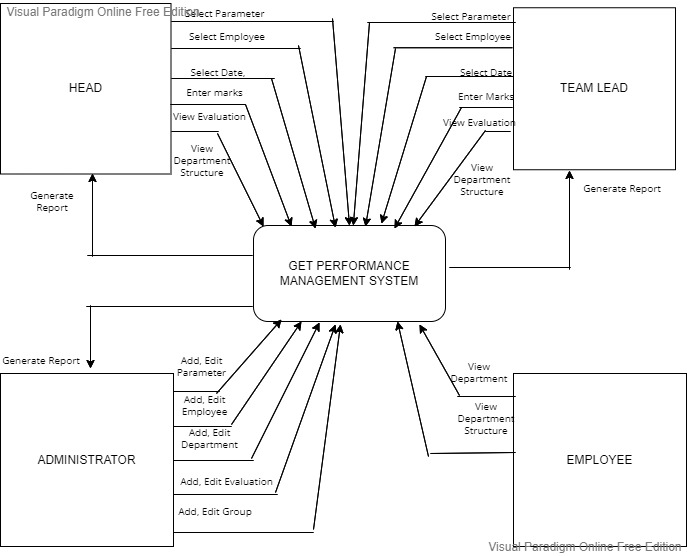 Visual Paradigm Online Free Edition
Select Parameter
Select Employee
Select Date,
Enter marks
View Evaluation
View
Department
Structure
HEAD
Generate
Report
Select Parameter
Select Employee
Select Date
Enter Marks
View Evaluation
View
Department
Structure
TEAM LEAD
Generate Report
GET PERFORMANCE
MANAGEMENT SYSTEM
Generate Report
Add, Edit
Parameter
Add, Edit
Employee
Add, Edit
Department
Add, Edit Evaluation
Add, Edit Group
ADMINISTRATOR
View
Department
View
Department
Structure
EMPLOYEE
Visual Paradigm Online Free Edition